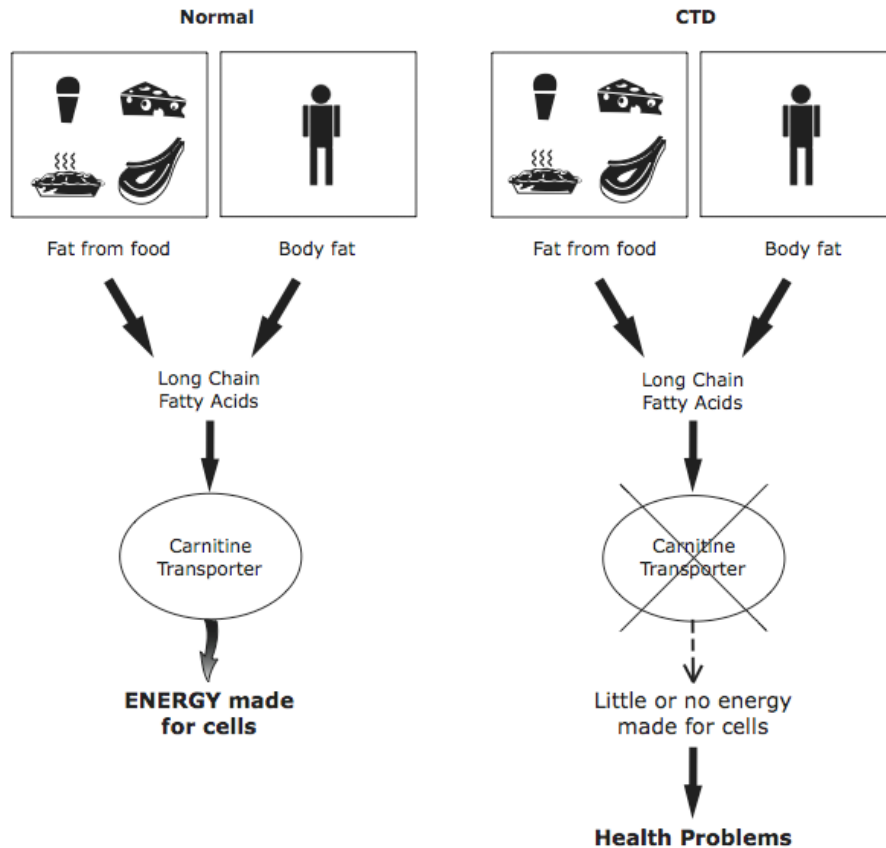 Normal
Fat from food
Body fat
Long Chain
Fatty Acids
Carnitine
Transporter
ENERGY made
for cells
CTD
Fat from food
Body fat
Long Chain
Fatty Acids
Carnitine
Transporter
Little or no energy
made for cells
Health Problems